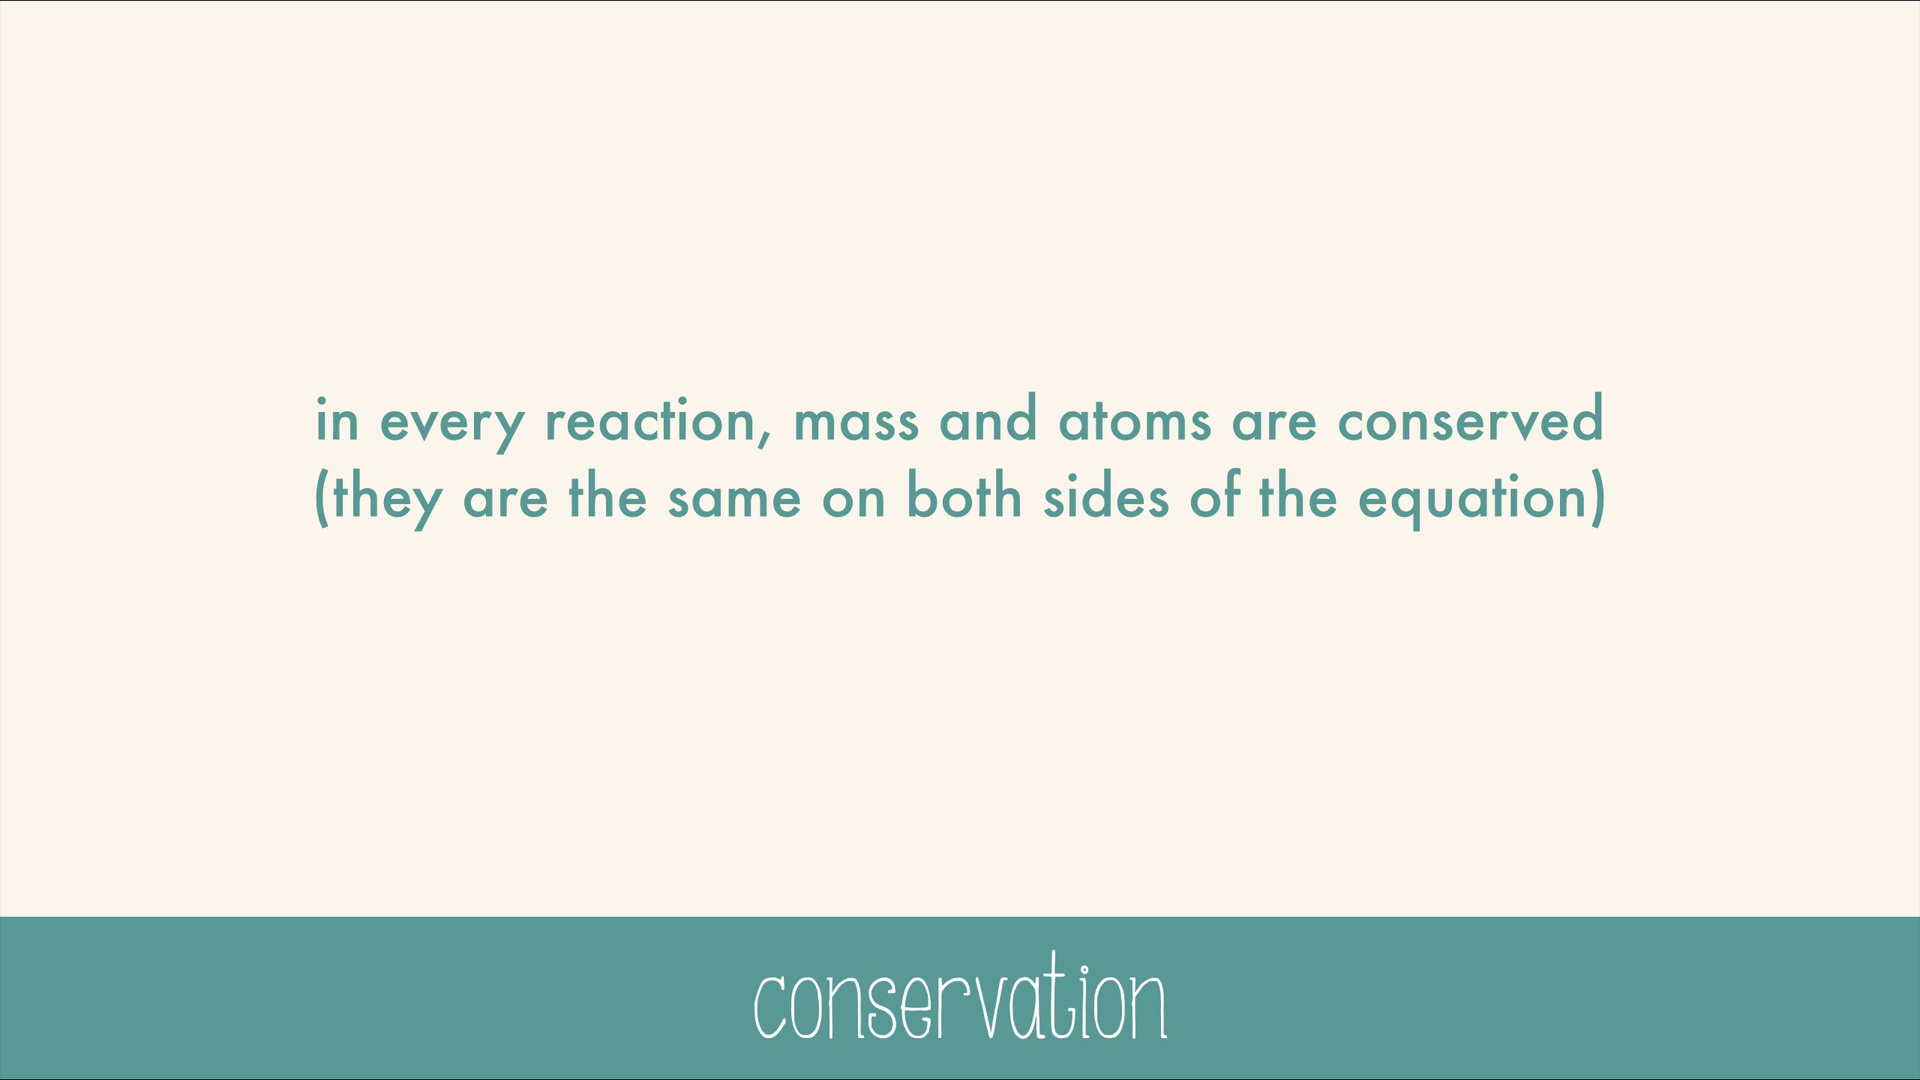 in every reaction, mass and atoms are conserved
(they are the same on both sides of the equation)
conservation